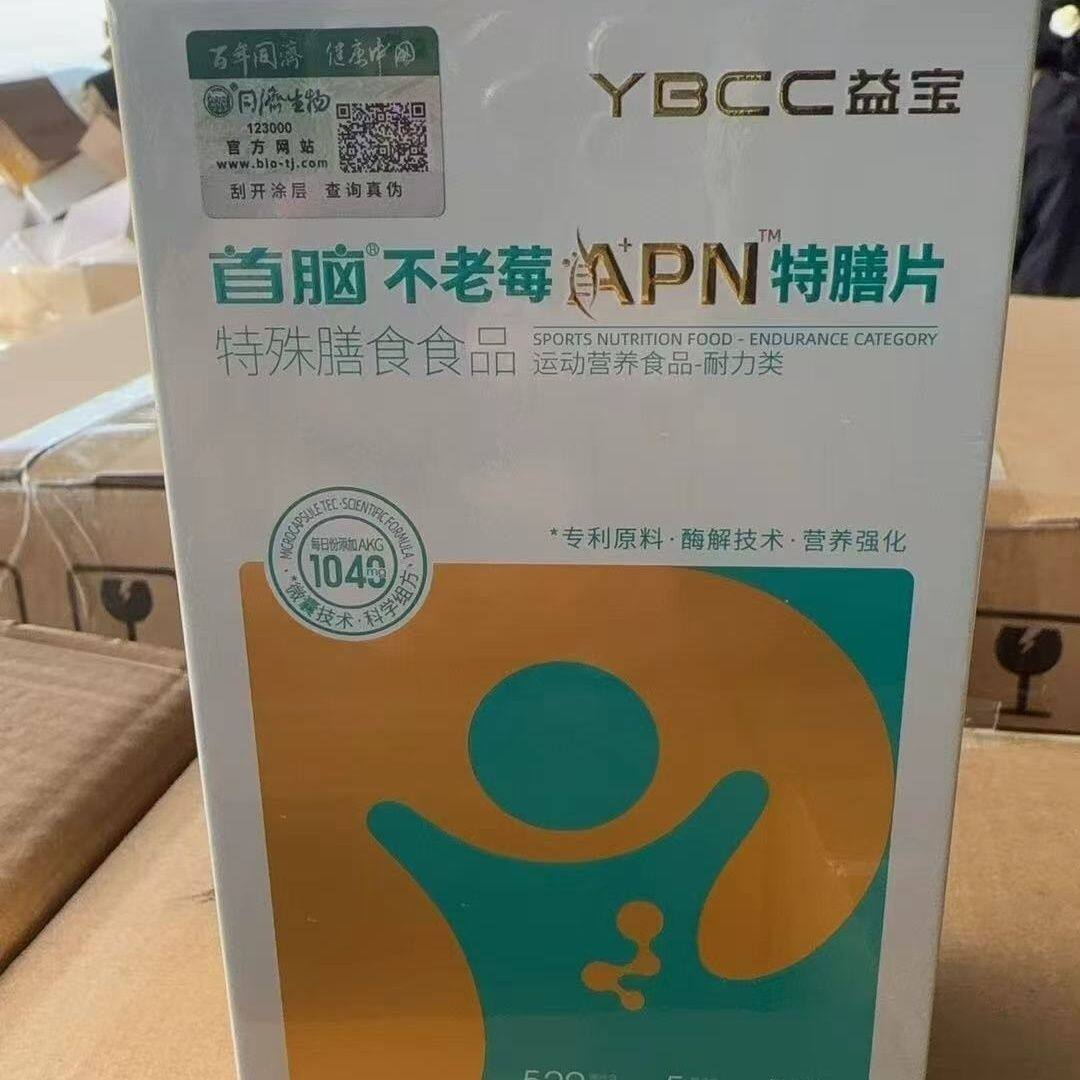 百年同濟 健康中國
同濟生物
123000
官方网站
www.bio-tj.com
刮开涂层 查询真伪
YBCC益宝
首脑®不老莓A⁺PN™特膳片
特殊膳食食品
SPORTS NUTRITION FOOD - ENDURANCE CATEGORY
运动营养食品-耐力类
·MICROCAPSULE TEC·SCIENTIFIC FORMULA·
每日份添加AKG
1040mg
*微囊技术·科学组方
*专利原料·酶解技术·营养强化